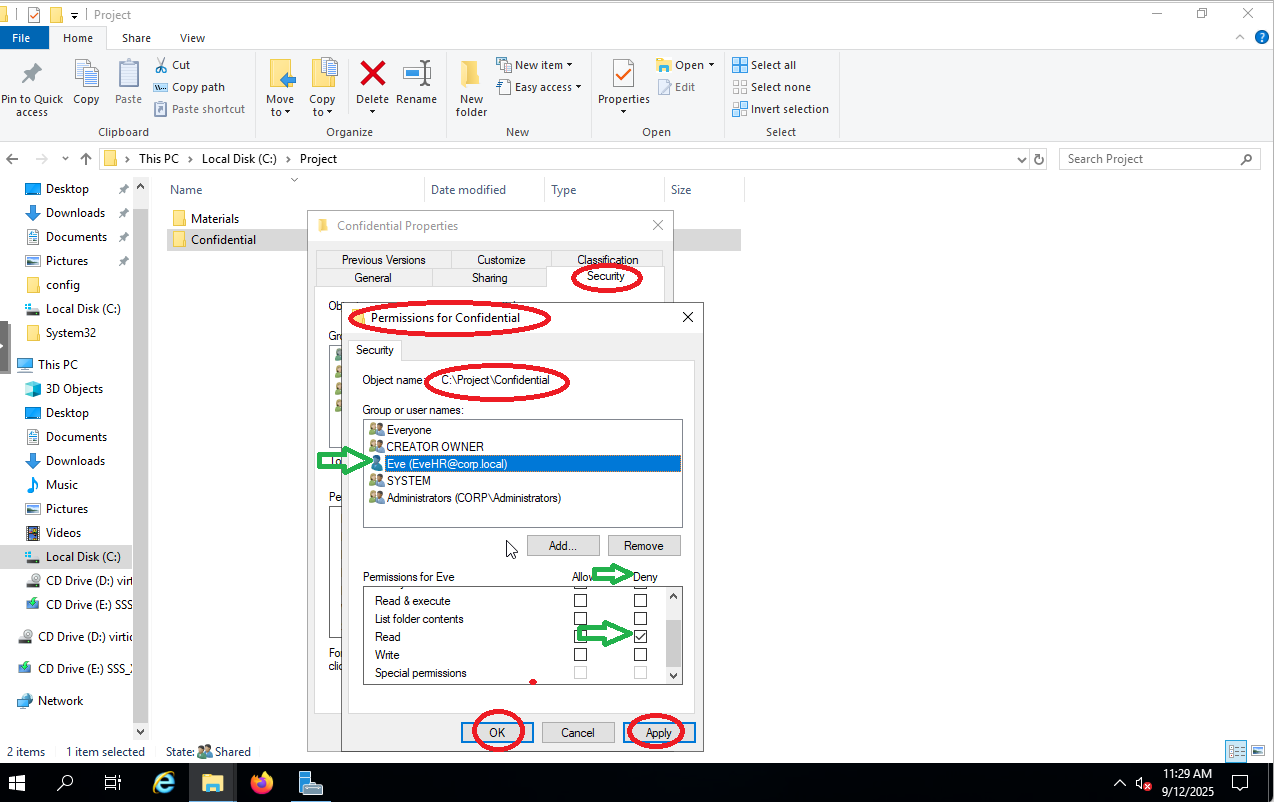 Project
File Home Share View
Pin to Quick access
Copy
Paste
Cut
Copy path
Paste shortcut
Clipboard
Move to
Copy to
Delete
Rename
Organize
New folder
New item
Easy access
New
Properties
Open
Edit
Open
Select all
Select none
Invert selection
Select
This PC > Local Disk (C:) > Project
Search Project
Desktop
Downloads
Documents
Pictures
config
Local Disk (C:)
System32
This PC
3D Objects
Desktop
Documents
Downloads
Music
Pictures
Videos
Local Disk (C:)
CD Drive (D:) virt
CD Drive (E:) SSS
CD Drive (D:) virtio
CD Drive (E:) SSS_
Network
Name Date modified Type Size
Materials
Confidential
Confidential Properties
Previous Versions Customize Classification
General Sharing Security
Permissions for Confidential
Security
Object name: C:\Project\Confidential
Group or user names:
Everyone
CREATOR OWNER
Eve (EveHR@corp.local)
SYSTEM
Administrators (CORP\Administrators)
Add... Remove
Permissions for Eve Allow Deny
Read & execute
List folder contents
Read
Write
Special permissions
OK Cancel Apply
2 items 1 item selected State: Shared
11:29 AM
9/12/2025